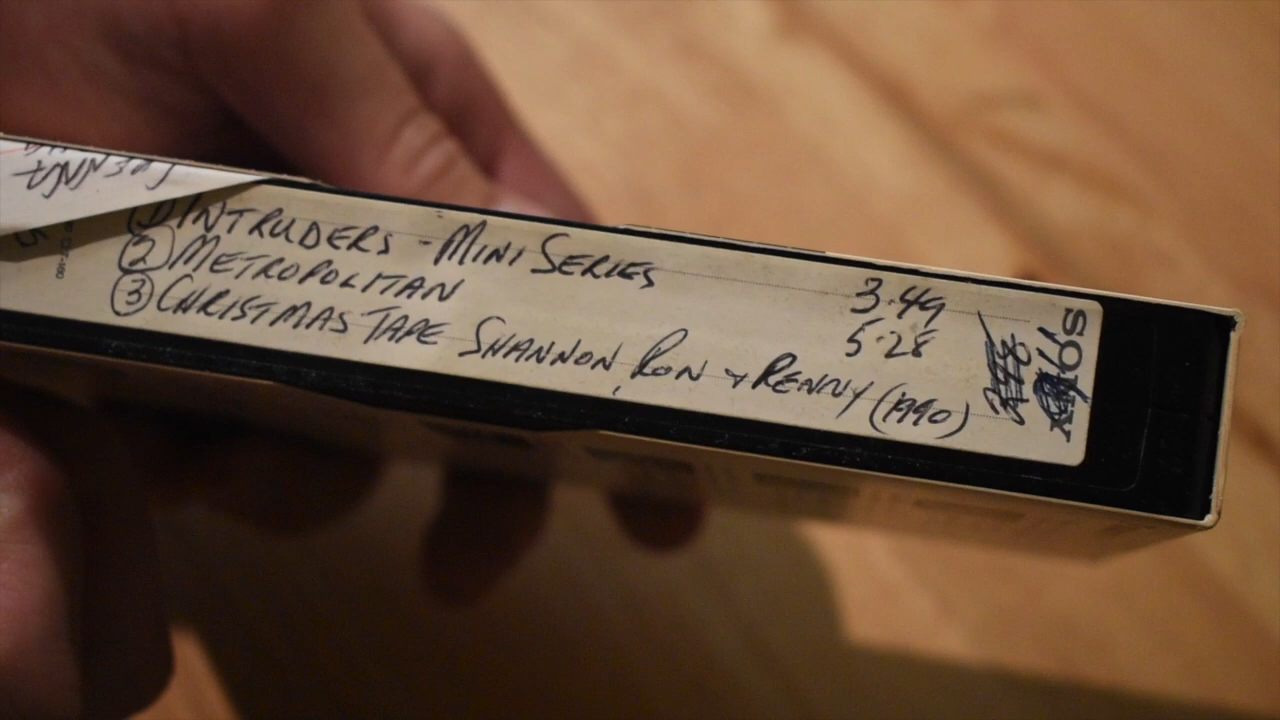 ① INTRUDERS - MINI SERIES 3.49
② METROPOLITAN 5.28
③ CHRISTMAS TAPE SHANNON, RON & RENNY (1990)
SONY